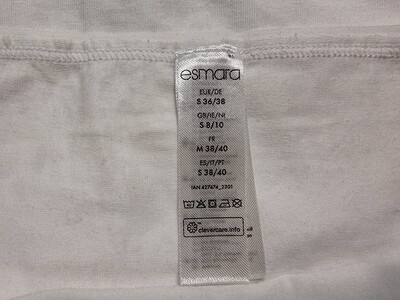 esmara
EUR/DE
S 36/38
GB/IE/NI
S 8/10
FR
M 38/40
ES/IT/PT
S 38/40
IAN 427474_2301
clevercare.info